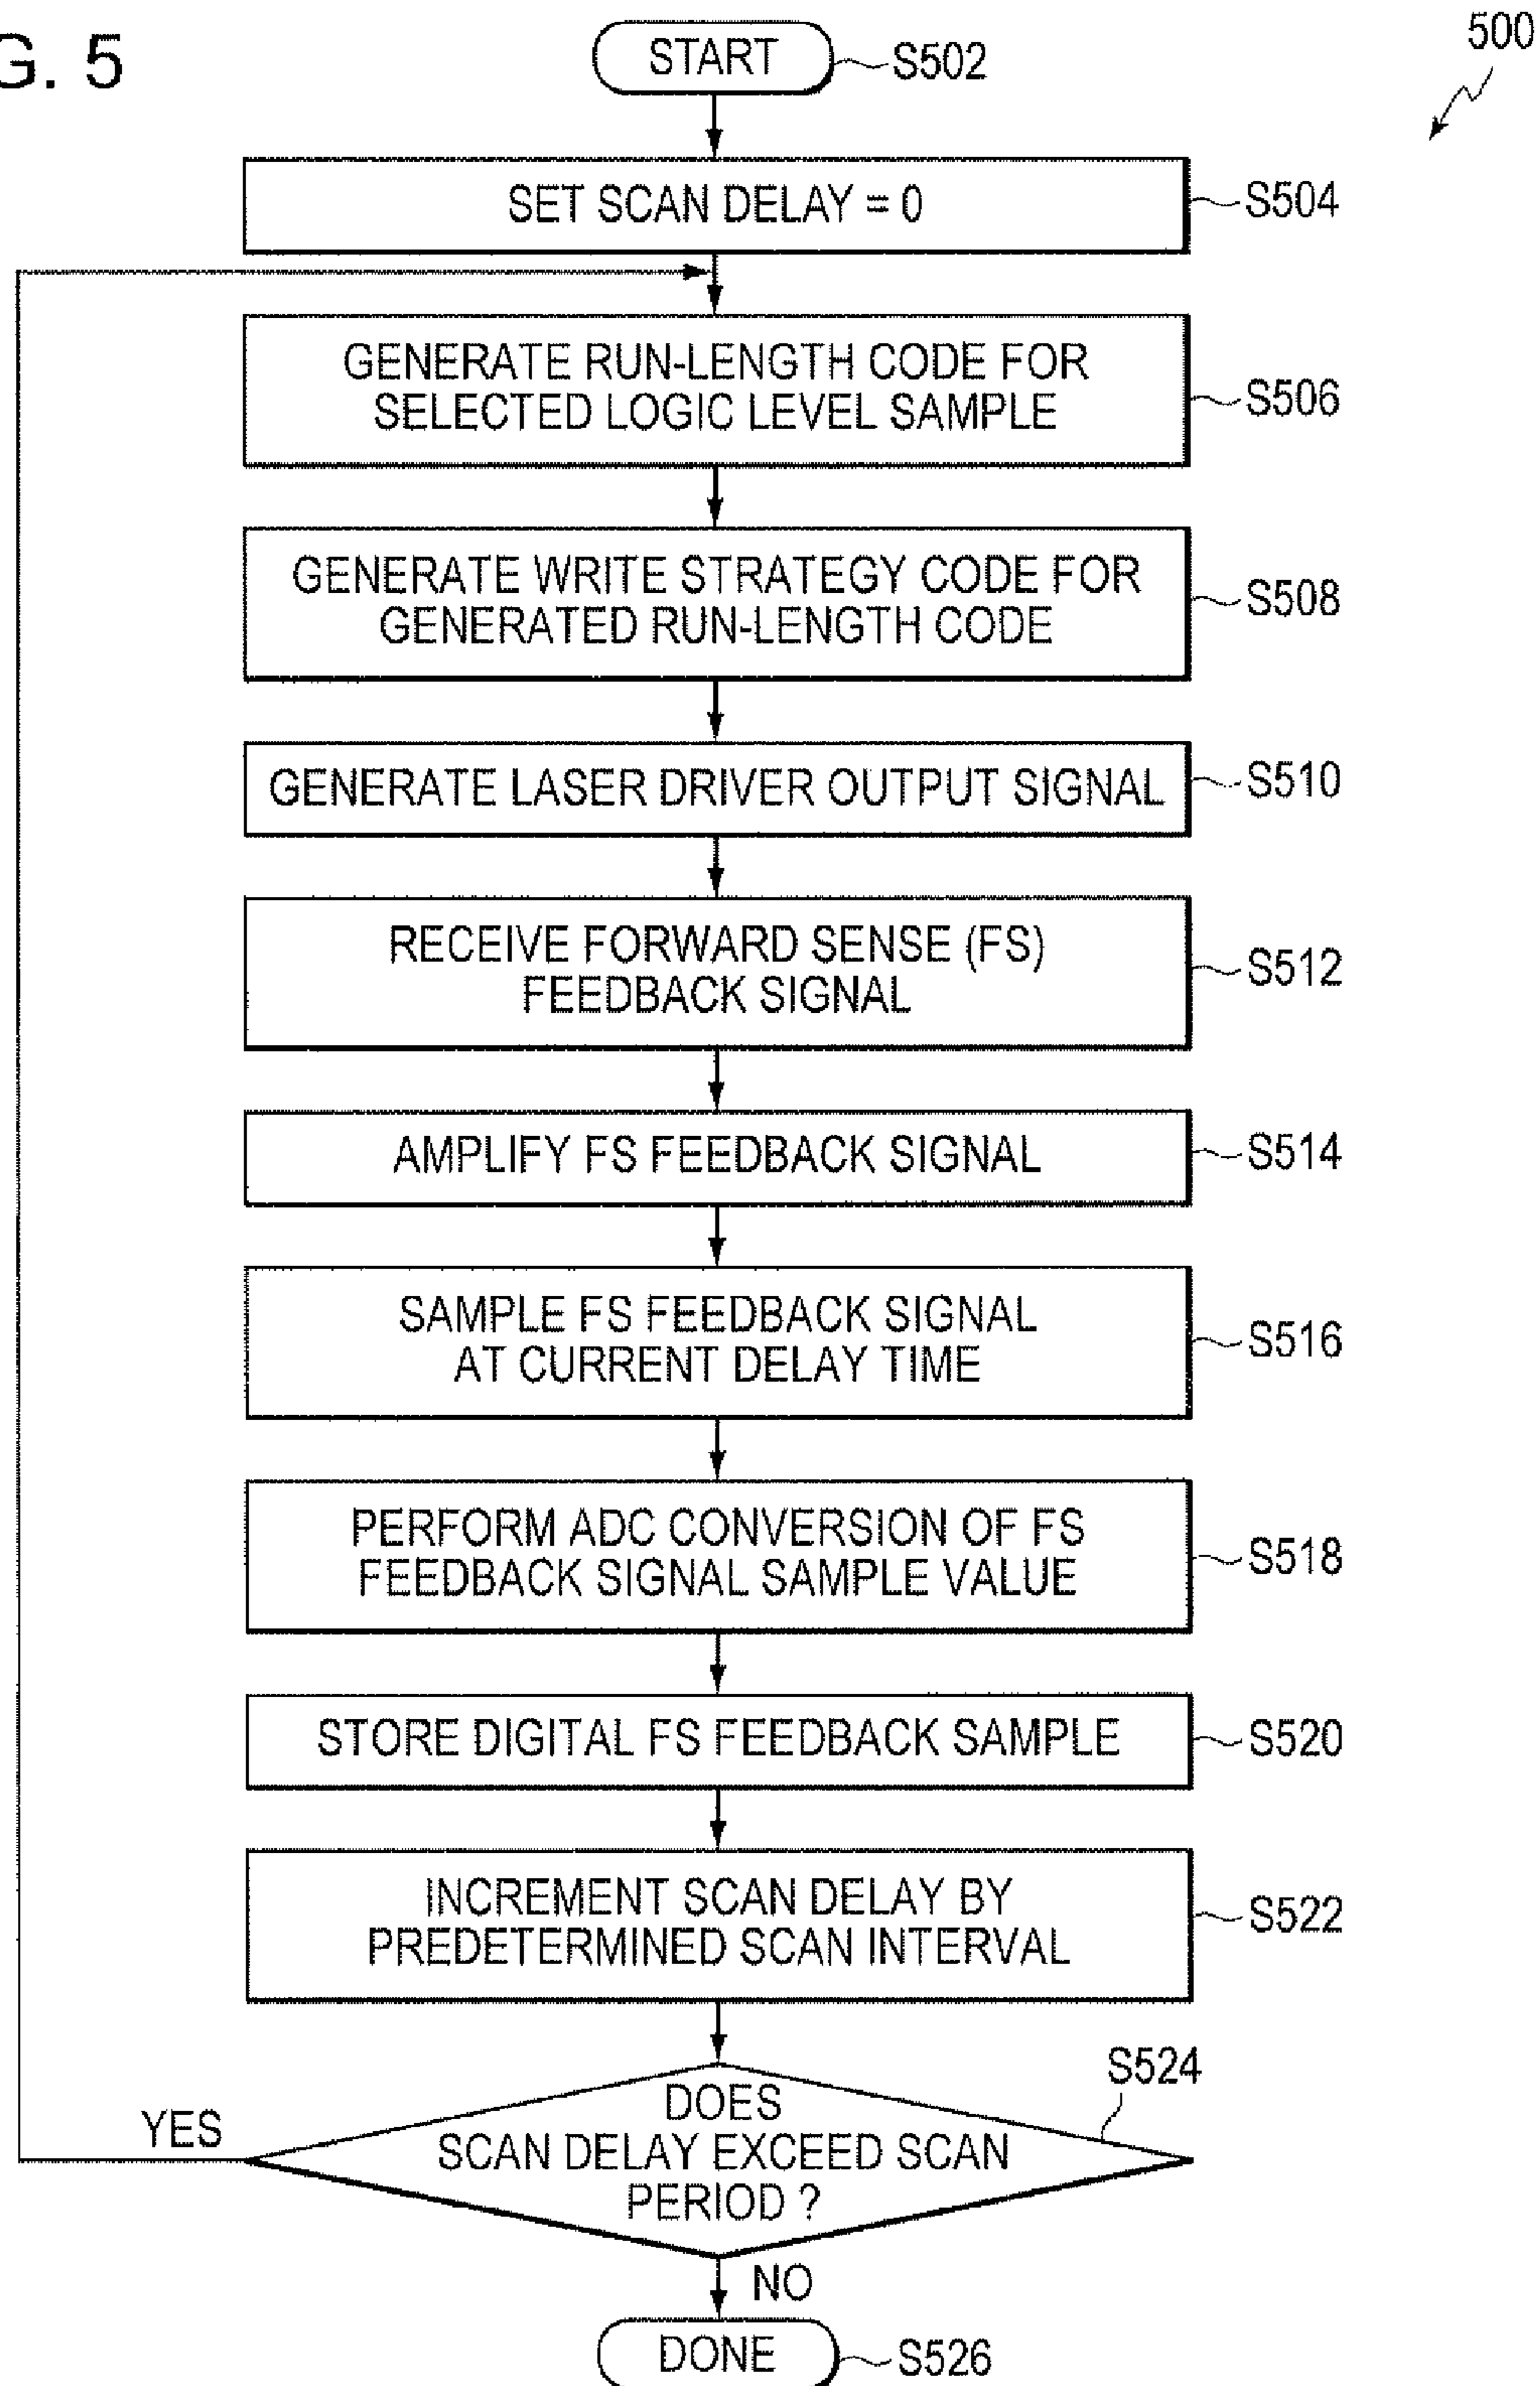 G. 5
500
START
S502
SET SCAN DELAY = 0
S504
GENERATE RUN-LENGTH CODE FOR
SELECTED LOGIC LEVEL SAMPLE
S506
GENERATE WRITE STRATEGY CODE FOR
GENERATED RUN-LENGTH CODE
S508
GENERATE LASER DRIVER OUTPUT SIGNAL
S510
RECEIVE FORWARD SENSE (FS)
FEEDBACK SIGNAL
S512
AMPLIFY FS FEEDBACK SIGNAL
S514
SAMPLE FS FEEDBACK SIGNAL
AT CURRENT DELAY TIME
S516
PERFORM ADC CONVERSION OF FS
FEEDBACK SIGNAL SAMPLE VALUE
S518
STORE DIGITAL FS FEEDBACK SAMPLE
S520
INCREMENT SCAN DELAY BY
PREDETERMINED SCAN INTERVAL
S522
S524
YES
DOES
SCAN DELAY EXCEED SCAN
PERIOD ?
NO
DONE
S526